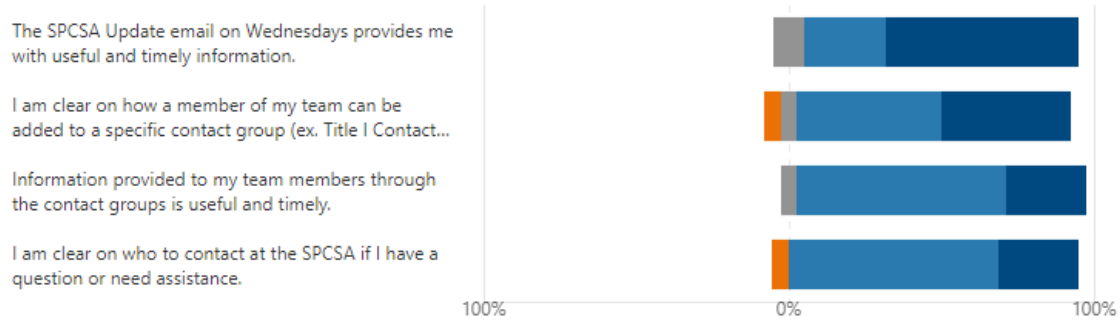 The SPCSA Update email on Wednesdays provides me
with useful and timely information.
I am clear on how a member of my team can be
added to a specific contact group (ex. Title I Contact...
Information provided to my team members through
the contact groups is useful and timely.
I am clear on who to contact at the SPCSA if I have a
question or need assistance.
100% 0% 100%